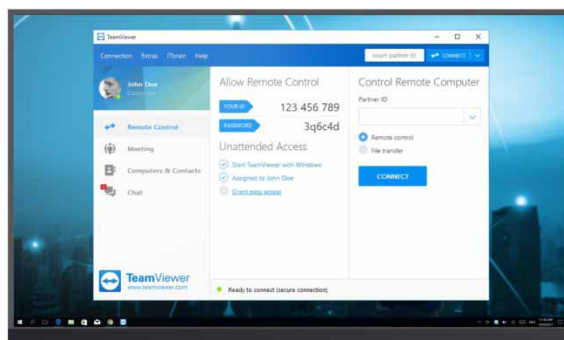 TeamViewer
Connection Extras ITbrain Help
Insert partner ID
CONNECT
John Doe
Remote Control
Meeting
Computers & Contacts
Chat
TeamViewer
www.teamviewer.com
Allow Remote Control
YOUR ID 123 456 789
PASSWORD 3q6c4d
Unattended Access
Start TeamViewer with Windows
Assigned to John Doe
Grant easy access
Ready to connect (secure connection)
Control Remote Computer
Partner ID
Remote control
File transfer
CONNECT